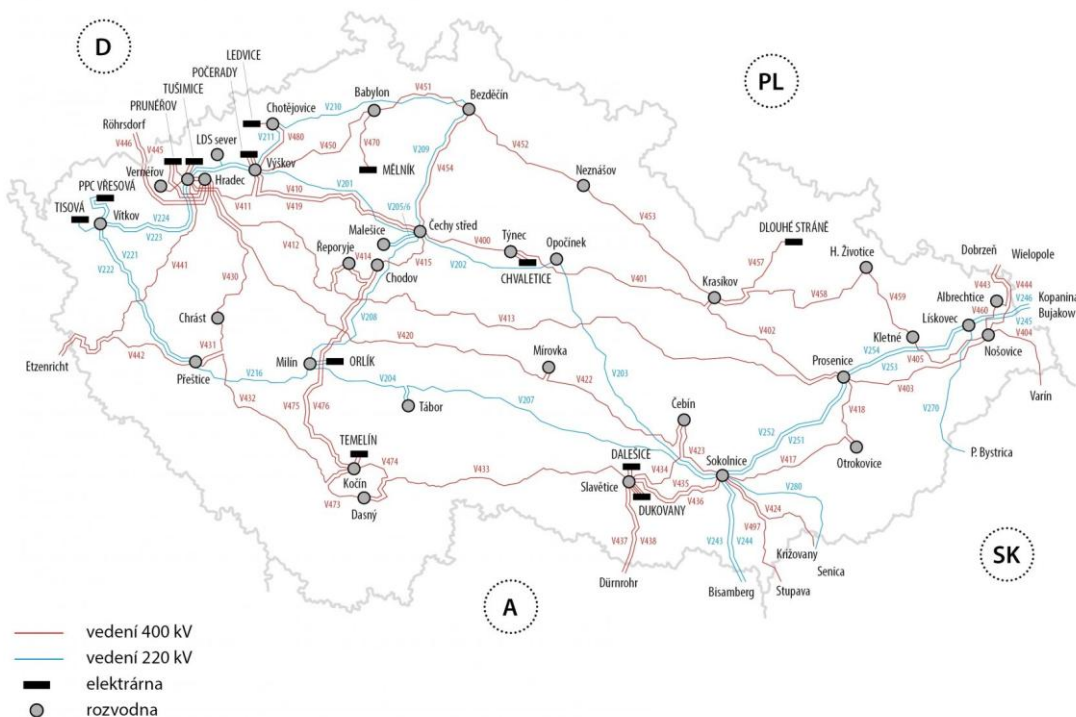 D
PL
LEDVICE
POČERADY
TUŠIMICE
PRUNÉŘOV
Röhrsdorf
V446
V445
LDS sever
Chotějovice
V210
Babylon
V451
Bezděčín
V211
V480
V450
V470
MĚLNÍK
V209
V454
V452
Neznášov
Vernéřov
Hradec
Výškov
V411
V410
V419
V201
PPC VŘESOVÁ
TISOVÁ
Vítkov
V224
V223
V222
V221
V441
V430
V412
V205/6
Malešice
Čechy střed
Řeporyje
V414
Chodov
V415
V400
V202
Týnec
CHVALETICE
Opočínek
V453
V401
DLOUHÉ STRÁNĚ
V457
Krasíkov
V458
H. Životice
V459
Dobrzeň
Wielopole
V443
V444
Albrechtice
V246
Kopanina
Bujakow
V245
V460
Lískovec
Kletné
V404
Nošovice
V405
V254
V253
V403
Varín
V402
Prosenice
V413
V208
V420
Chrást
V431
V442
Etzenricht
Přeštice
V216
Milín
ORLÍK
V204
Tábor
V207
Mírovka
V422
V203
V432
V475
V476
TEMELÍN
Kočín
V474
V473
Dasný
V433
Čebín
V423
DALEŠICE
V434
Slavětice
V435
V436
DUKOVANY
Sokolnice
V252
V251
V418
V417
Otrokovice
V270
P. Bystrica
V280
V424
V497
V437
V438
Dürnrohr
V243
V244
Bisamberg
Križovany
Senica
Stupava
A
SK
vedení 400 kV
vedení 220 kV
elektrárna
rozvodna